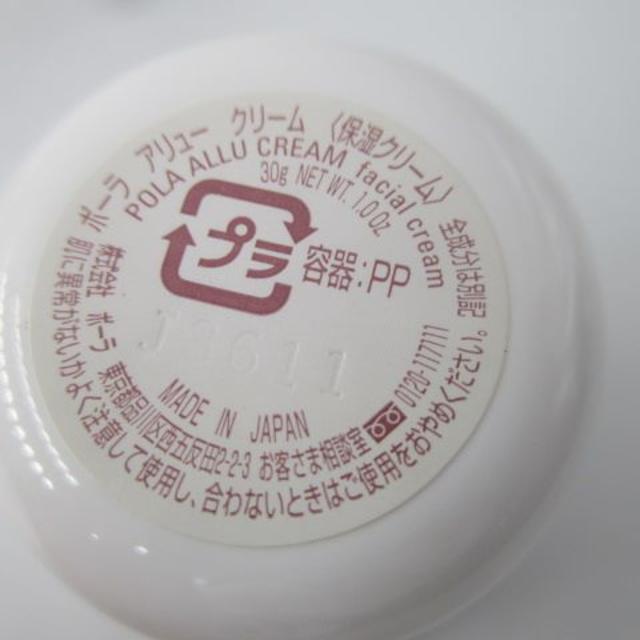 ポーラ アリュー クリーム 〈保湿クリーム〉
POLA ALLU CREAM facial cream
30g NET WT. 1.0 Oz
全成分は別記
プラ
容器:PP
MADE IN JAPAN
株式会社 ポーラ 東京都品川区西五反田2-2-3 お客さま相談室 0120-117111
肌に異常がないかよく注意して使用し、合わないときはご使用をおやめください。